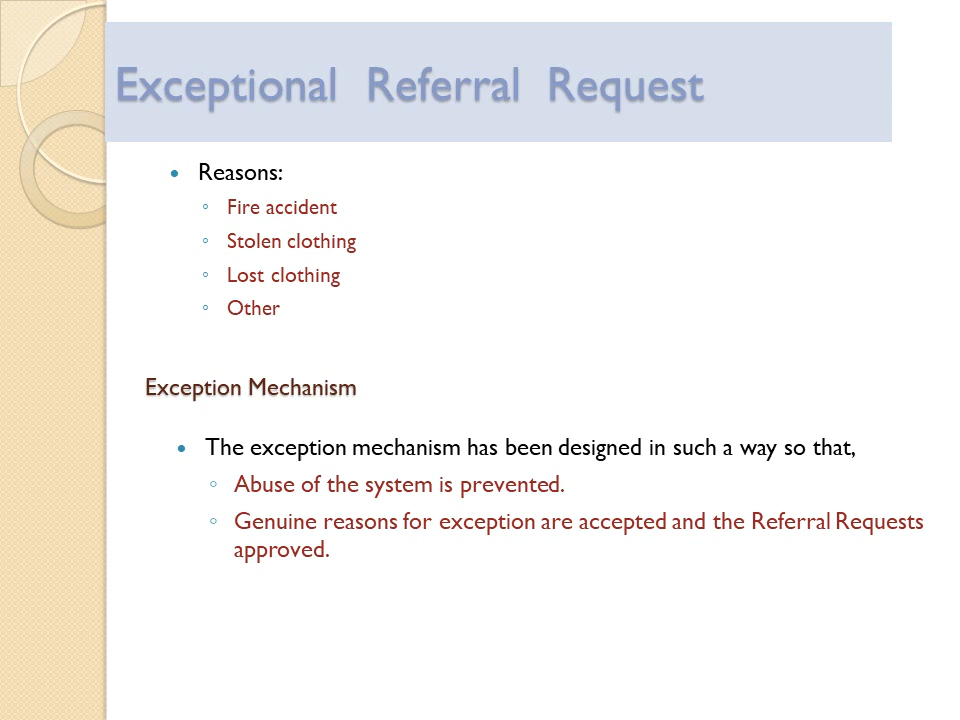 Exceptional Referral Request
Reasons:
Fire accident
Stolen clothing
Lost clothing
Other
Exception Mechanism
The exception mechanism has been designed in such a way so that,
Abuse of the system is prevented.
Genuine reasons for exception are accepted and the Referral Requests
approved.